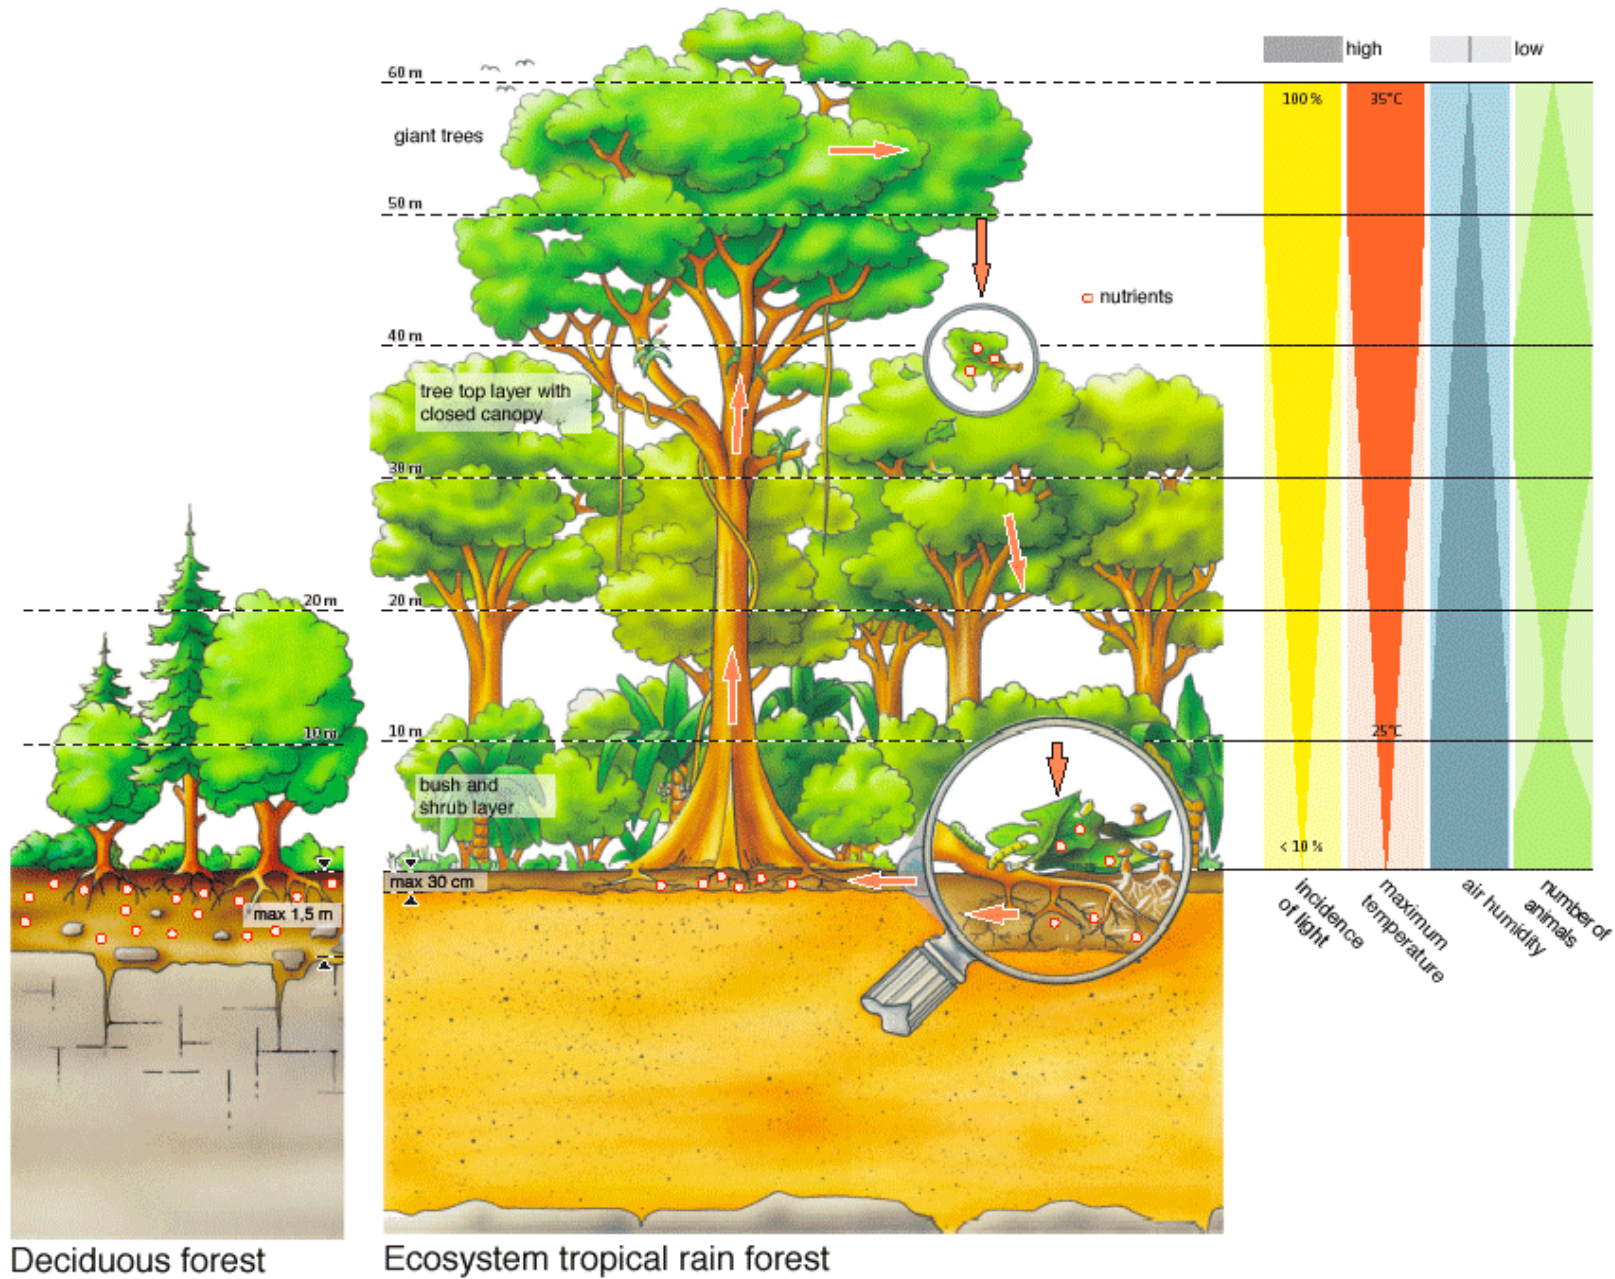 high
low
60 m
100 %
35°C
giant trees
50 m
nutrients
40 m
tree top layer with
closed canopy
30 m
20 m
20 m
10 m
10 m
25°C
bush and
shrub layer
< 10 %
max 30 cm
max 1,5 m
incidence
of light
maximum
temperature
air humidity
number of
animals
Deciduous forest
Ecosystem tropical rain forest